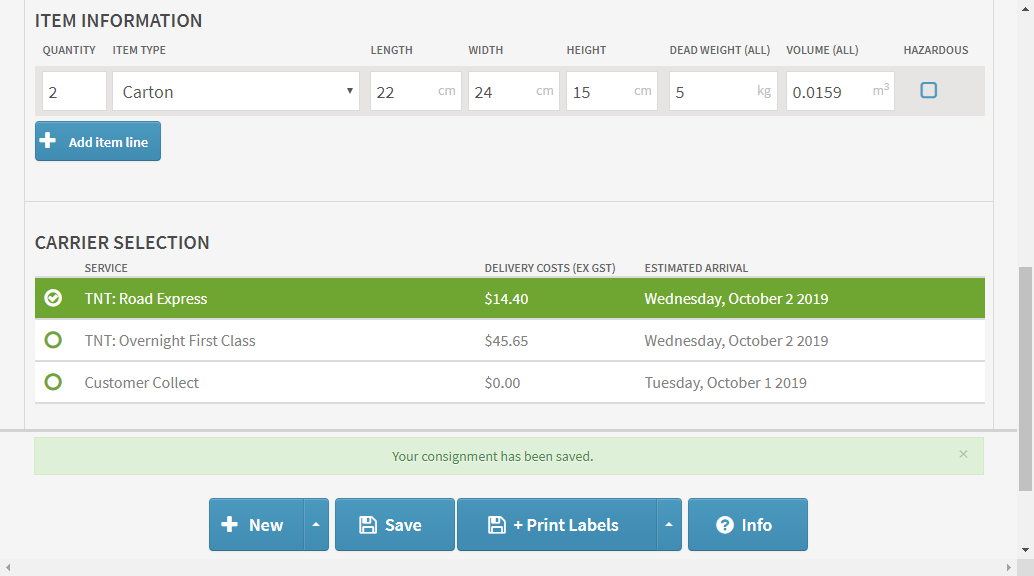 ITEM INFORMATION
QUANTITY ITEM TYPE LENGTH WIDTH HEIGHT DEAD WEIGHT (ALL) VOLUME (ALL) HAZARDOUS
2 Carton 22 cm 24 cm 15 cm 5 kg 0.0159 m³
Add item line
CARRIER SELECTION
SERVICE DELIVERY COSTS (EX GST) ESTIMATED ARRIVAL
TNT: Road Express $14.40 Wednesday, October 2 2019
TNT: Overnight First Class $45.65 Wednesday, October 2 2019
Customer Collect $0.00 Tuesday, October 1 2019
Your consignment has been saved. ×
New Save + Print Labels Info